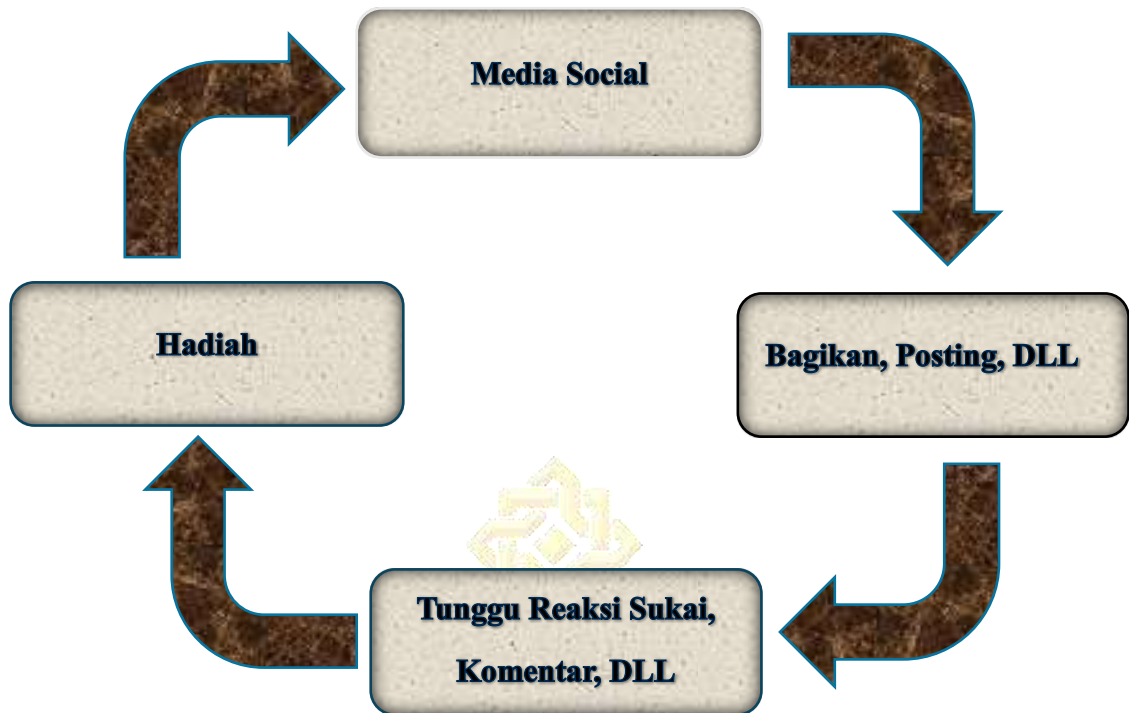 Media Social
Hadiah
Bagikan, Posting, DLL
Tunggu Reaksi Sukai,
Komentar, DLL